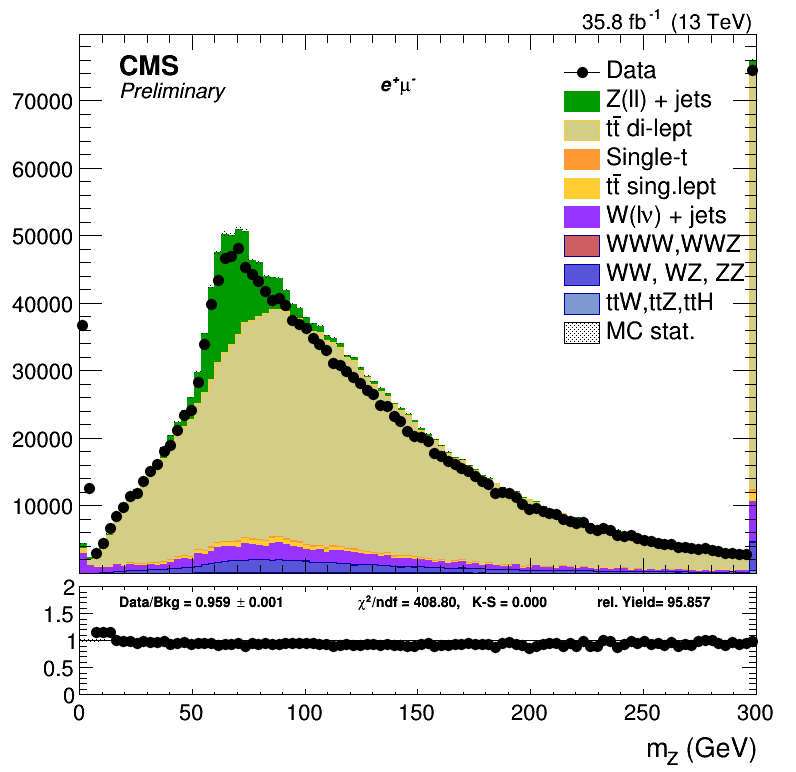 35.8 fb⁻¹ (13 TeV)
CMS
Preliminary
e⁺μ⁻
Data
Z(ll) + jets
tt̄ di-lept
Single-t
tt̄ sing.lept
W(lν) + jets
WWW,WWZ
WW, WZ, ZZ
ttW,ttZ,ttH
MC stat.
70000
60000
50000
40000
30000
20000
10000
2
1.5
1
0.5
0
Data/Bkg = 0.959 ± 0.001 χ²/ndf = 408.80, K-S = 0.000 rel. Yield= 95.857
0 50 100 150 200 250 300
m_Z (GeV)